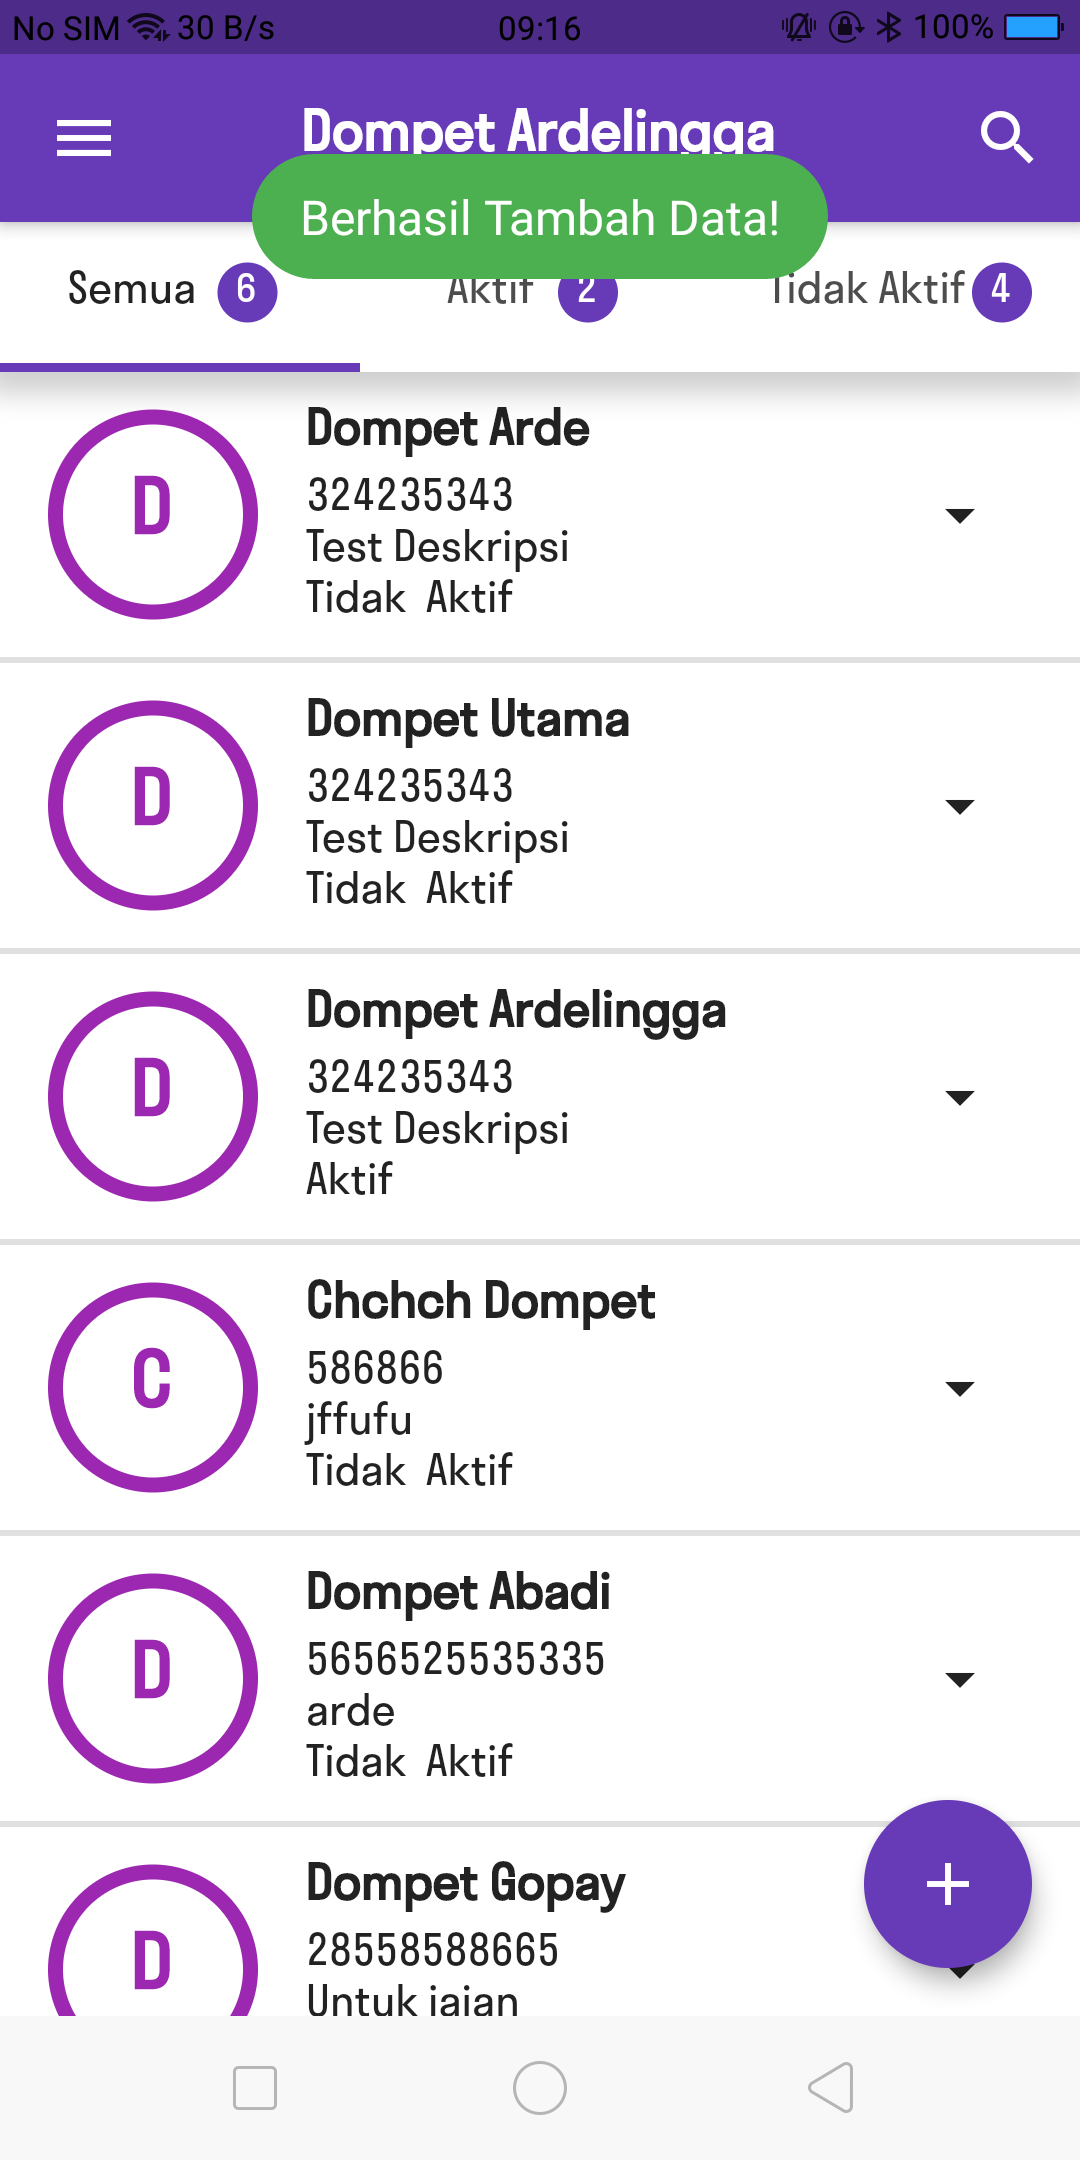 No SIM 30 B/s 09:16 100%
Dompet Ardelingga
Berhasil Tambah Data!
Semua 6 Aktif 2 Tidak Aktif 4
D
Dompet Arde
324235343
Test Deskripsi
Tidak Aktif
D
Dompet Utama
324235343
Test Deskripsi
Tidak Aktif
D
Dompet Ardelingga
324235343
Test Deskripsi
Aktif
C
Chchch Dompet
586866
jffufu
Tidak Aktif
D
Dompet Abadi
5656525535335
arde
Tidak Aktif
D
Dompet Gopay
28558588665
Untuk jajan